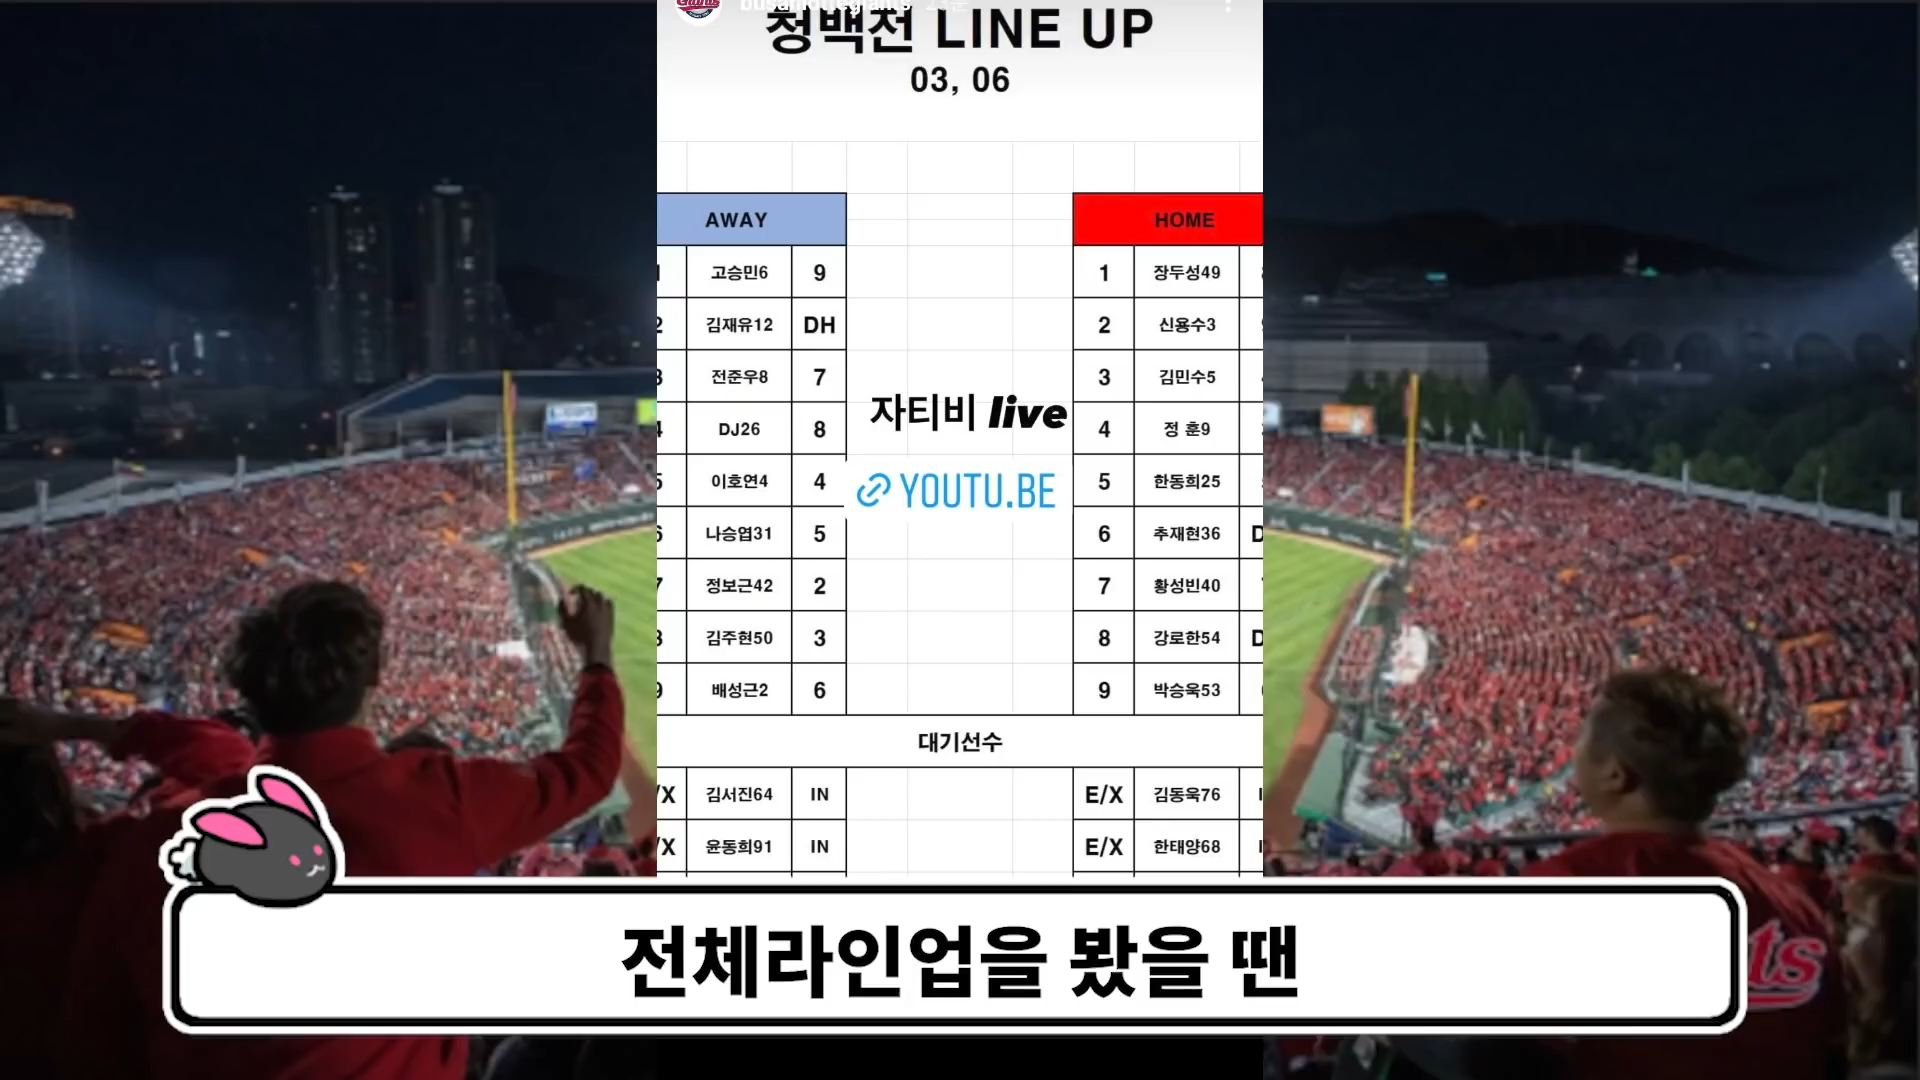 busanlottegiants 23분
청백전 LINE UP
03, 06
AWAY
고승민6 9
김재유12 DH
전준우8 7
DJ26 8
이호연4 4
나승엽31 5
정보근42 2
김주현50 3
배성근2 6
자티비 live
YOUTU.BE
HOME
1 장두성49
2 신용수3
3 김민수5
4 정 훈9
5 한동희25
6 추재현36
7 황성빈40
8 강로한54
9 박승욱53
대기선수
/X 김서진64 IN
/X 윤동희91 IN
E/X 김동욱76
E/X 한태양68
전체라인업을 봤을 땐
ts